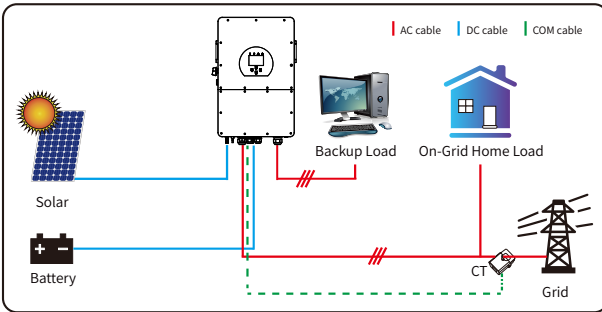 AC cable
DC cable
COM cable
Backup Load
On-Grid Home Load
Solar
Battery
CT
Grid